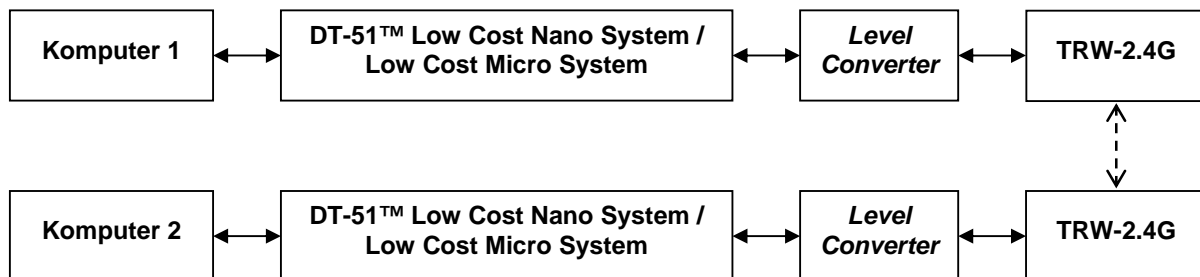 Komputer 1
DT-51™ Low Cost Nano System /
Low Cost Micro System
Level
Converter
TRW-2.4G
Komputer 2
DT-51™ Low Cost Nano System /
Low Cost Micro System
Level
Converter
TRW-2.4G